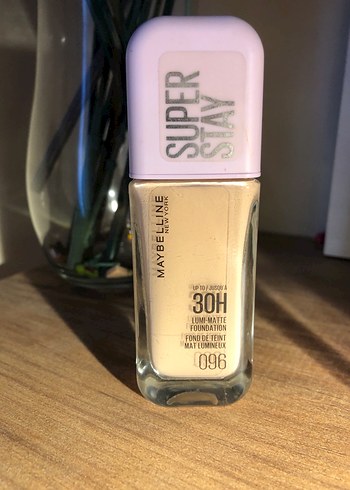 SUPER
STAY
MAYBELLINE
NEW YORK
UP TO / JUSQU'À
30H
LUMI-MATTE
FOUNDATION
FOND DE TEINT
MAT LUMINEUX
096